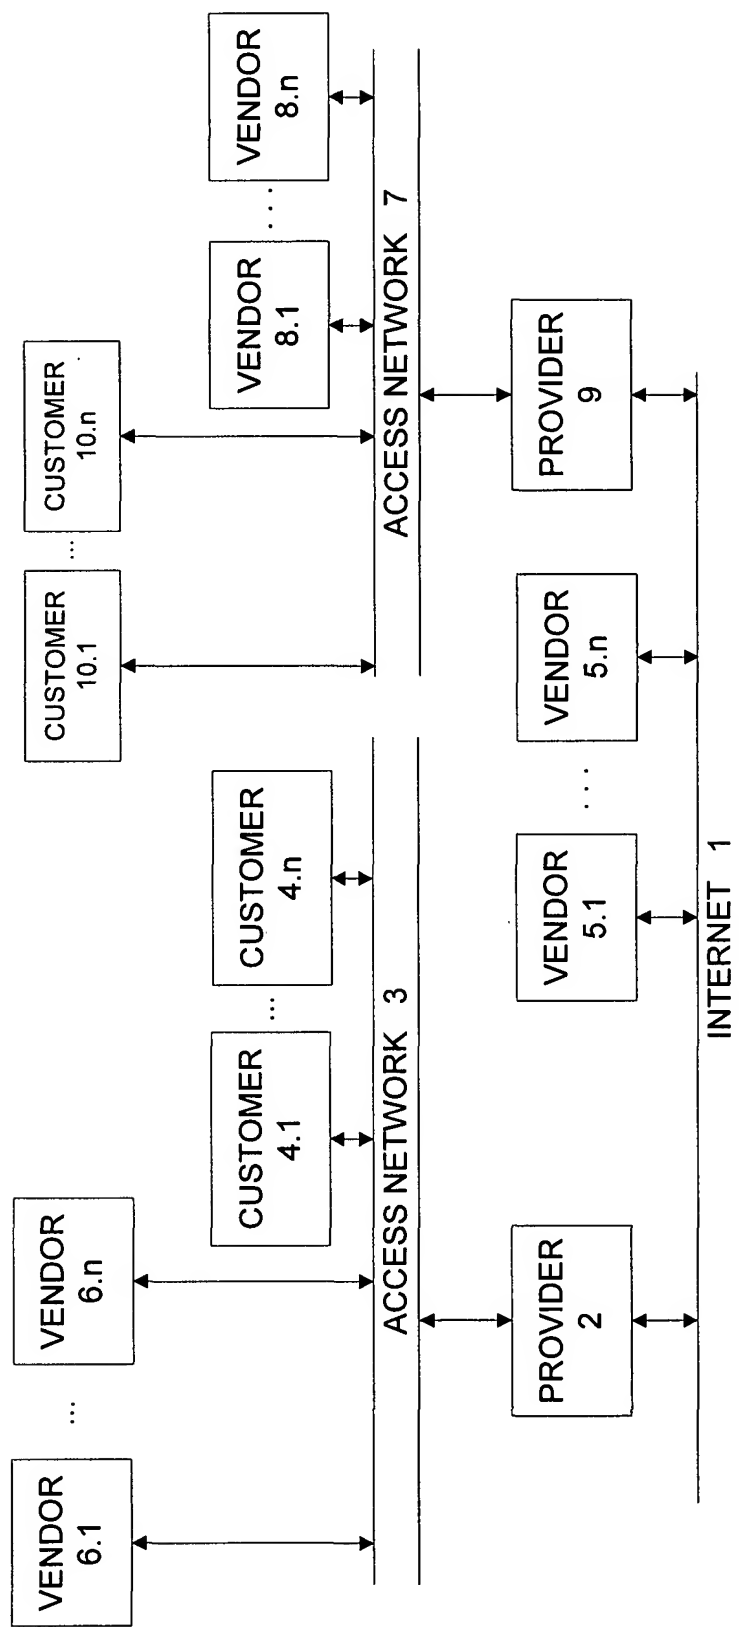 VENDOR
6.1
...
VENDOR
6.n
CUSTOMER
10.1
...
CUSTOMER
10.n
CUSTOMER
4.1
...
CUSTOMER
4.n
VENDOR
8.1
. . . .
VENDOR
8.n
ACCESS NETWORK 3
ACCESS NETWORK 7
PROVIDER
2
VENDOR
5.1
. . .
VENDOR
5.n
PROVIDER
9
INTERNET 1